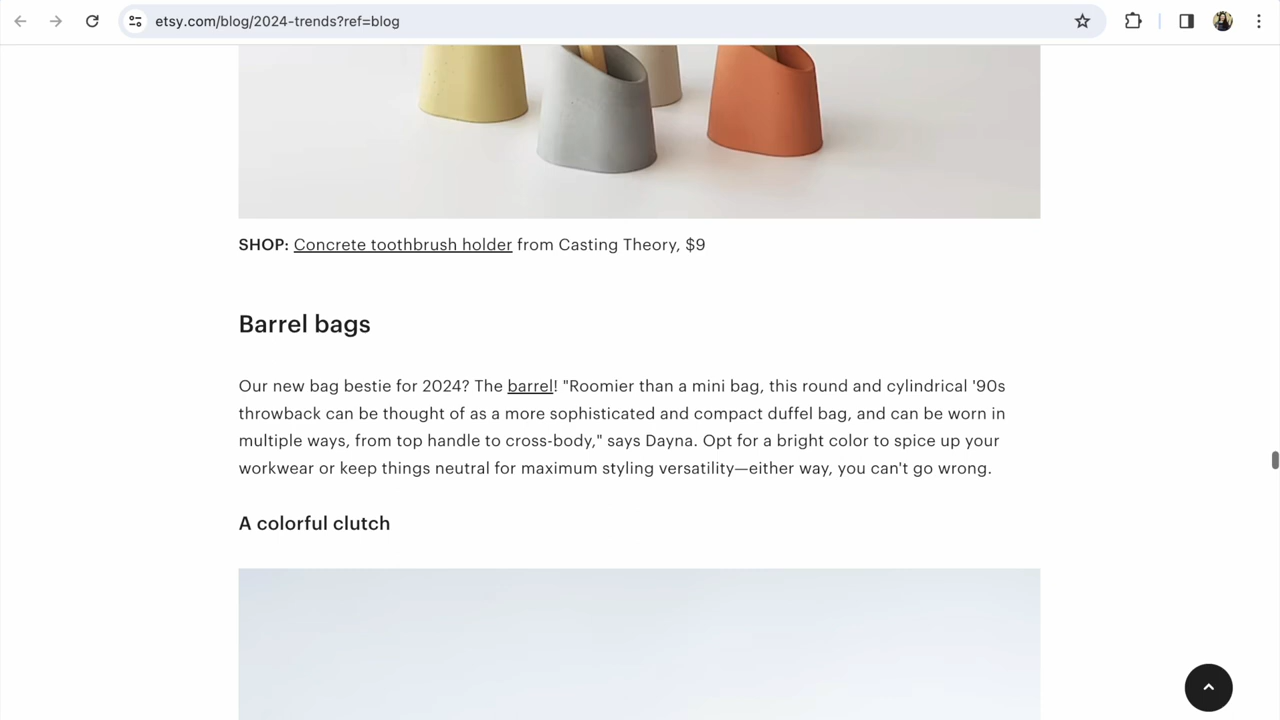 etsy.com/blog/2024-trends?ref=blog
SHOP: Concrete toothbrush holder from Casting Theory, $9
Barrel bags
Our new bag bestie for 2024? The barrel! "Roomier than a mini bag, this round and cylindrical '90s
throwback can be thought of as a more sophisticated and compact duffel bag, and can be worn in
multiple ways, from top handle to cross-body," says Dayna. Opt for a bright color to spice up your
workwear or keep things neutral for maximum styling versatility—either way, you can't go wrong.
A colorful clutch